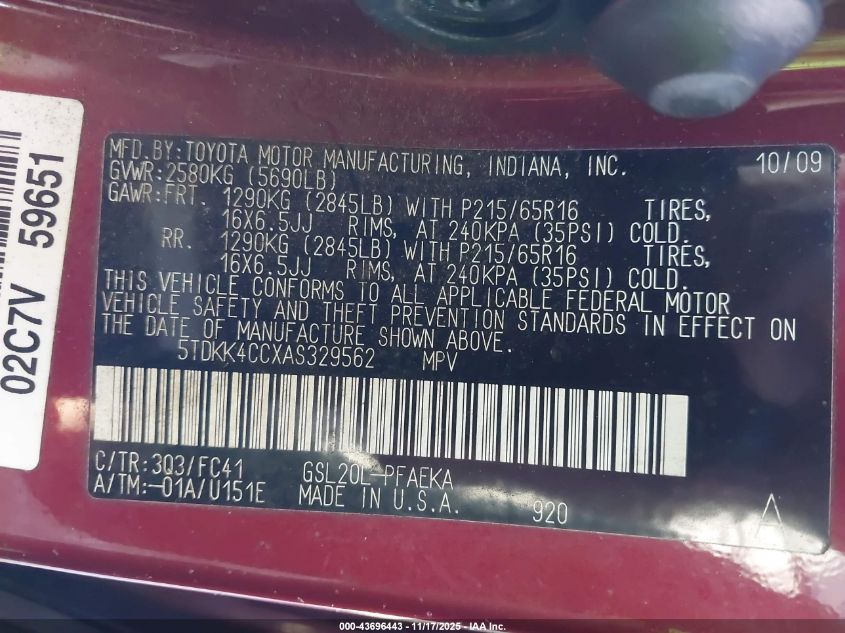 02C7V 59651
MFD.BY:TOYOTA MOTOR MANUFACTURING, INDIANA, INC. 10/09
GVWR:2580KG (5690LB)
GAWR:FRT. 1290KG (2845LB) WITH P215/65R16 TIRES,
16X6.5JJ RIMS, AT 240KPA (35PSI) COLD.
RR. 1290KG (2845LB) WITH P215/65R16 TIRES,
16X6.5JJ RIMS, AT 240KPA (35PSI) COLD.
THIS VEHICLE CONFORMS TO ALL APPLICABLE FEDERAL MOTOR
VEHICLE SAFETY AND THEFT PREVENTION STANDARDS IN EFFECT ON
THE DATE OF MANUFACTURE SHOWN ABOVE.
5TDKK4CCXAS329562 MPV
C/TR:3Q3/FC41 GSL20L-PFAEKA
A/TM:-01A/U151E MADE IN U.S.A. 920 A
000-43696443 - 11/17/2025 - IAA Inc.